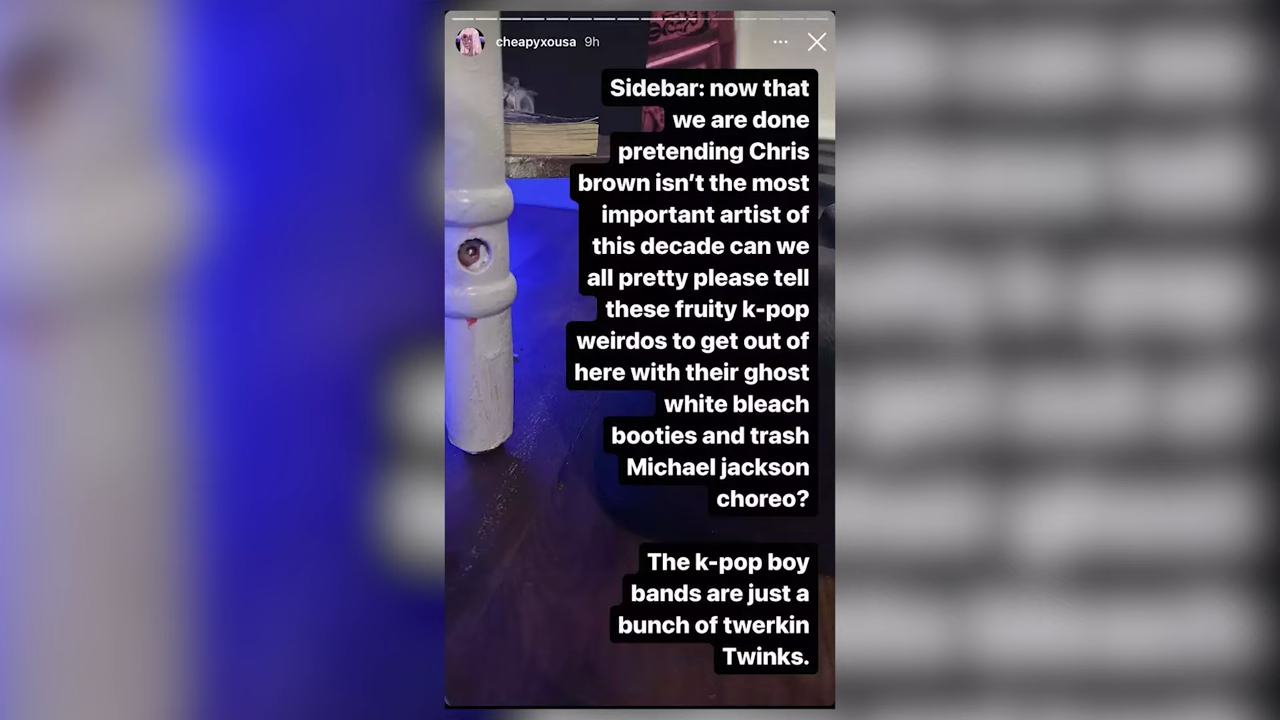 cheapyxousa 9h
Sidebar: now that
we are done
pretending Chris
brown isn't the most
important artist of
this decade can we
all pretty please tell
these fruity k-pop
weirdos to get out of
here with their ghost
white bleach
booties and trash
Michael jackson
choreo?
The k-pop boy
bands are just a
bunch of twerkin
Twinks.